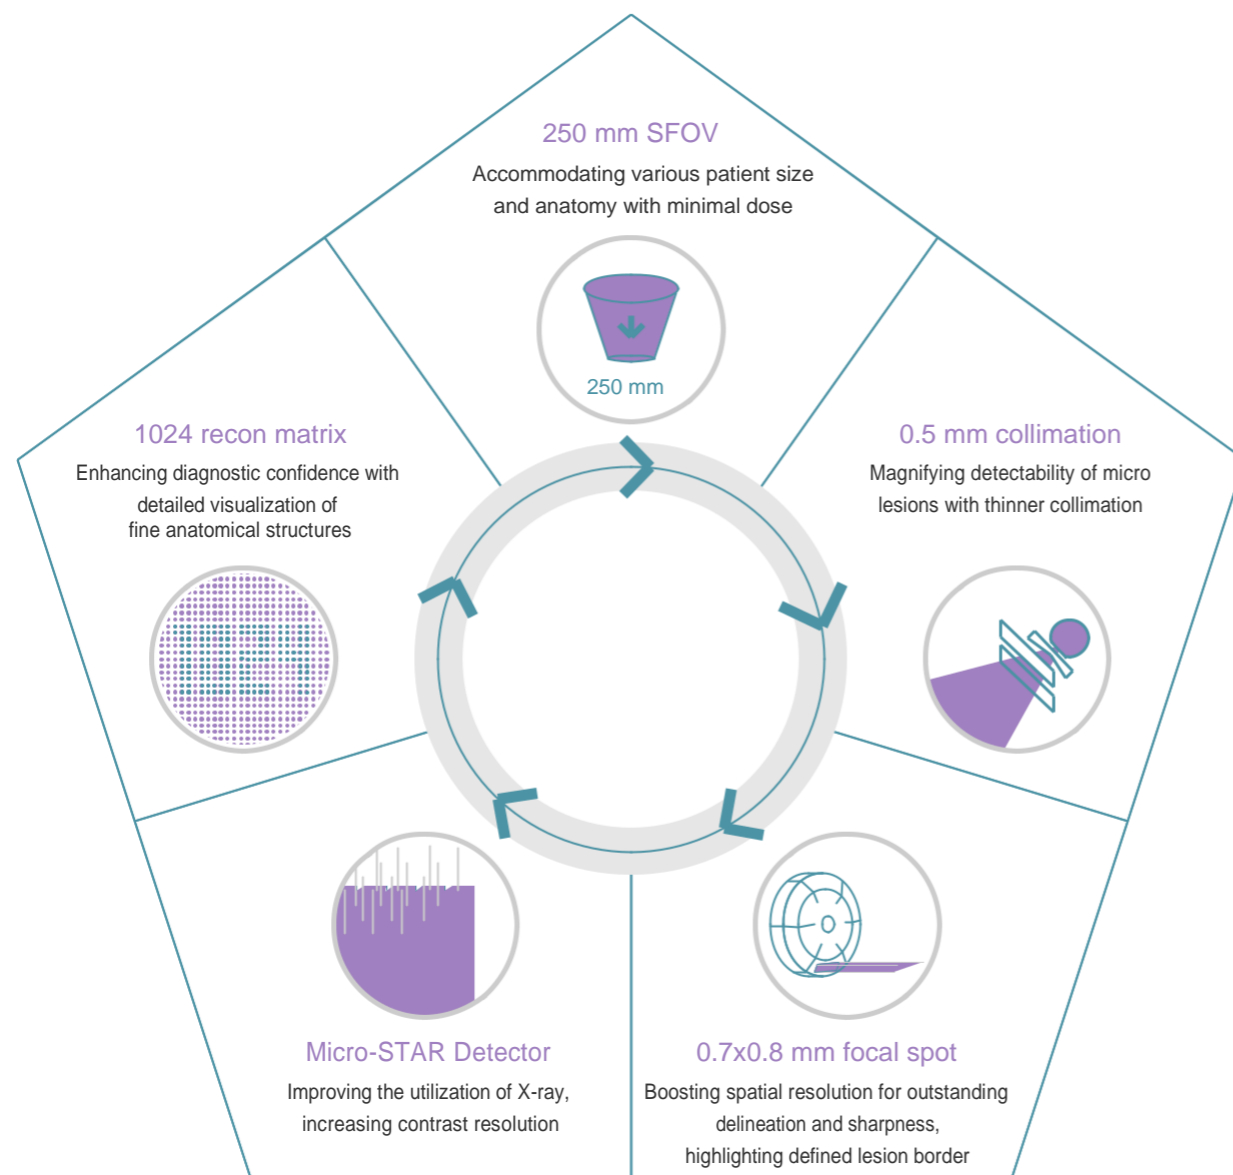 250 mm SFOV
Accommodating various patient size
and anatomy with minimal dose
250 mm
1024 recon matrix
Enhancing diagnostic confidence with
detailed visualization of
fine anatomical structures
1024
0.5 mm collimation
Magnifying detectability of micro
lesions with thinner collimation
Micro-STAR Detector
Improving the utilization of X-ray,
increasing contrast resolution
0.7x0.8 mm focal spot
Boosting spatial resolution for outstanding
delineation and sharpness,
highlighting defined lesion border